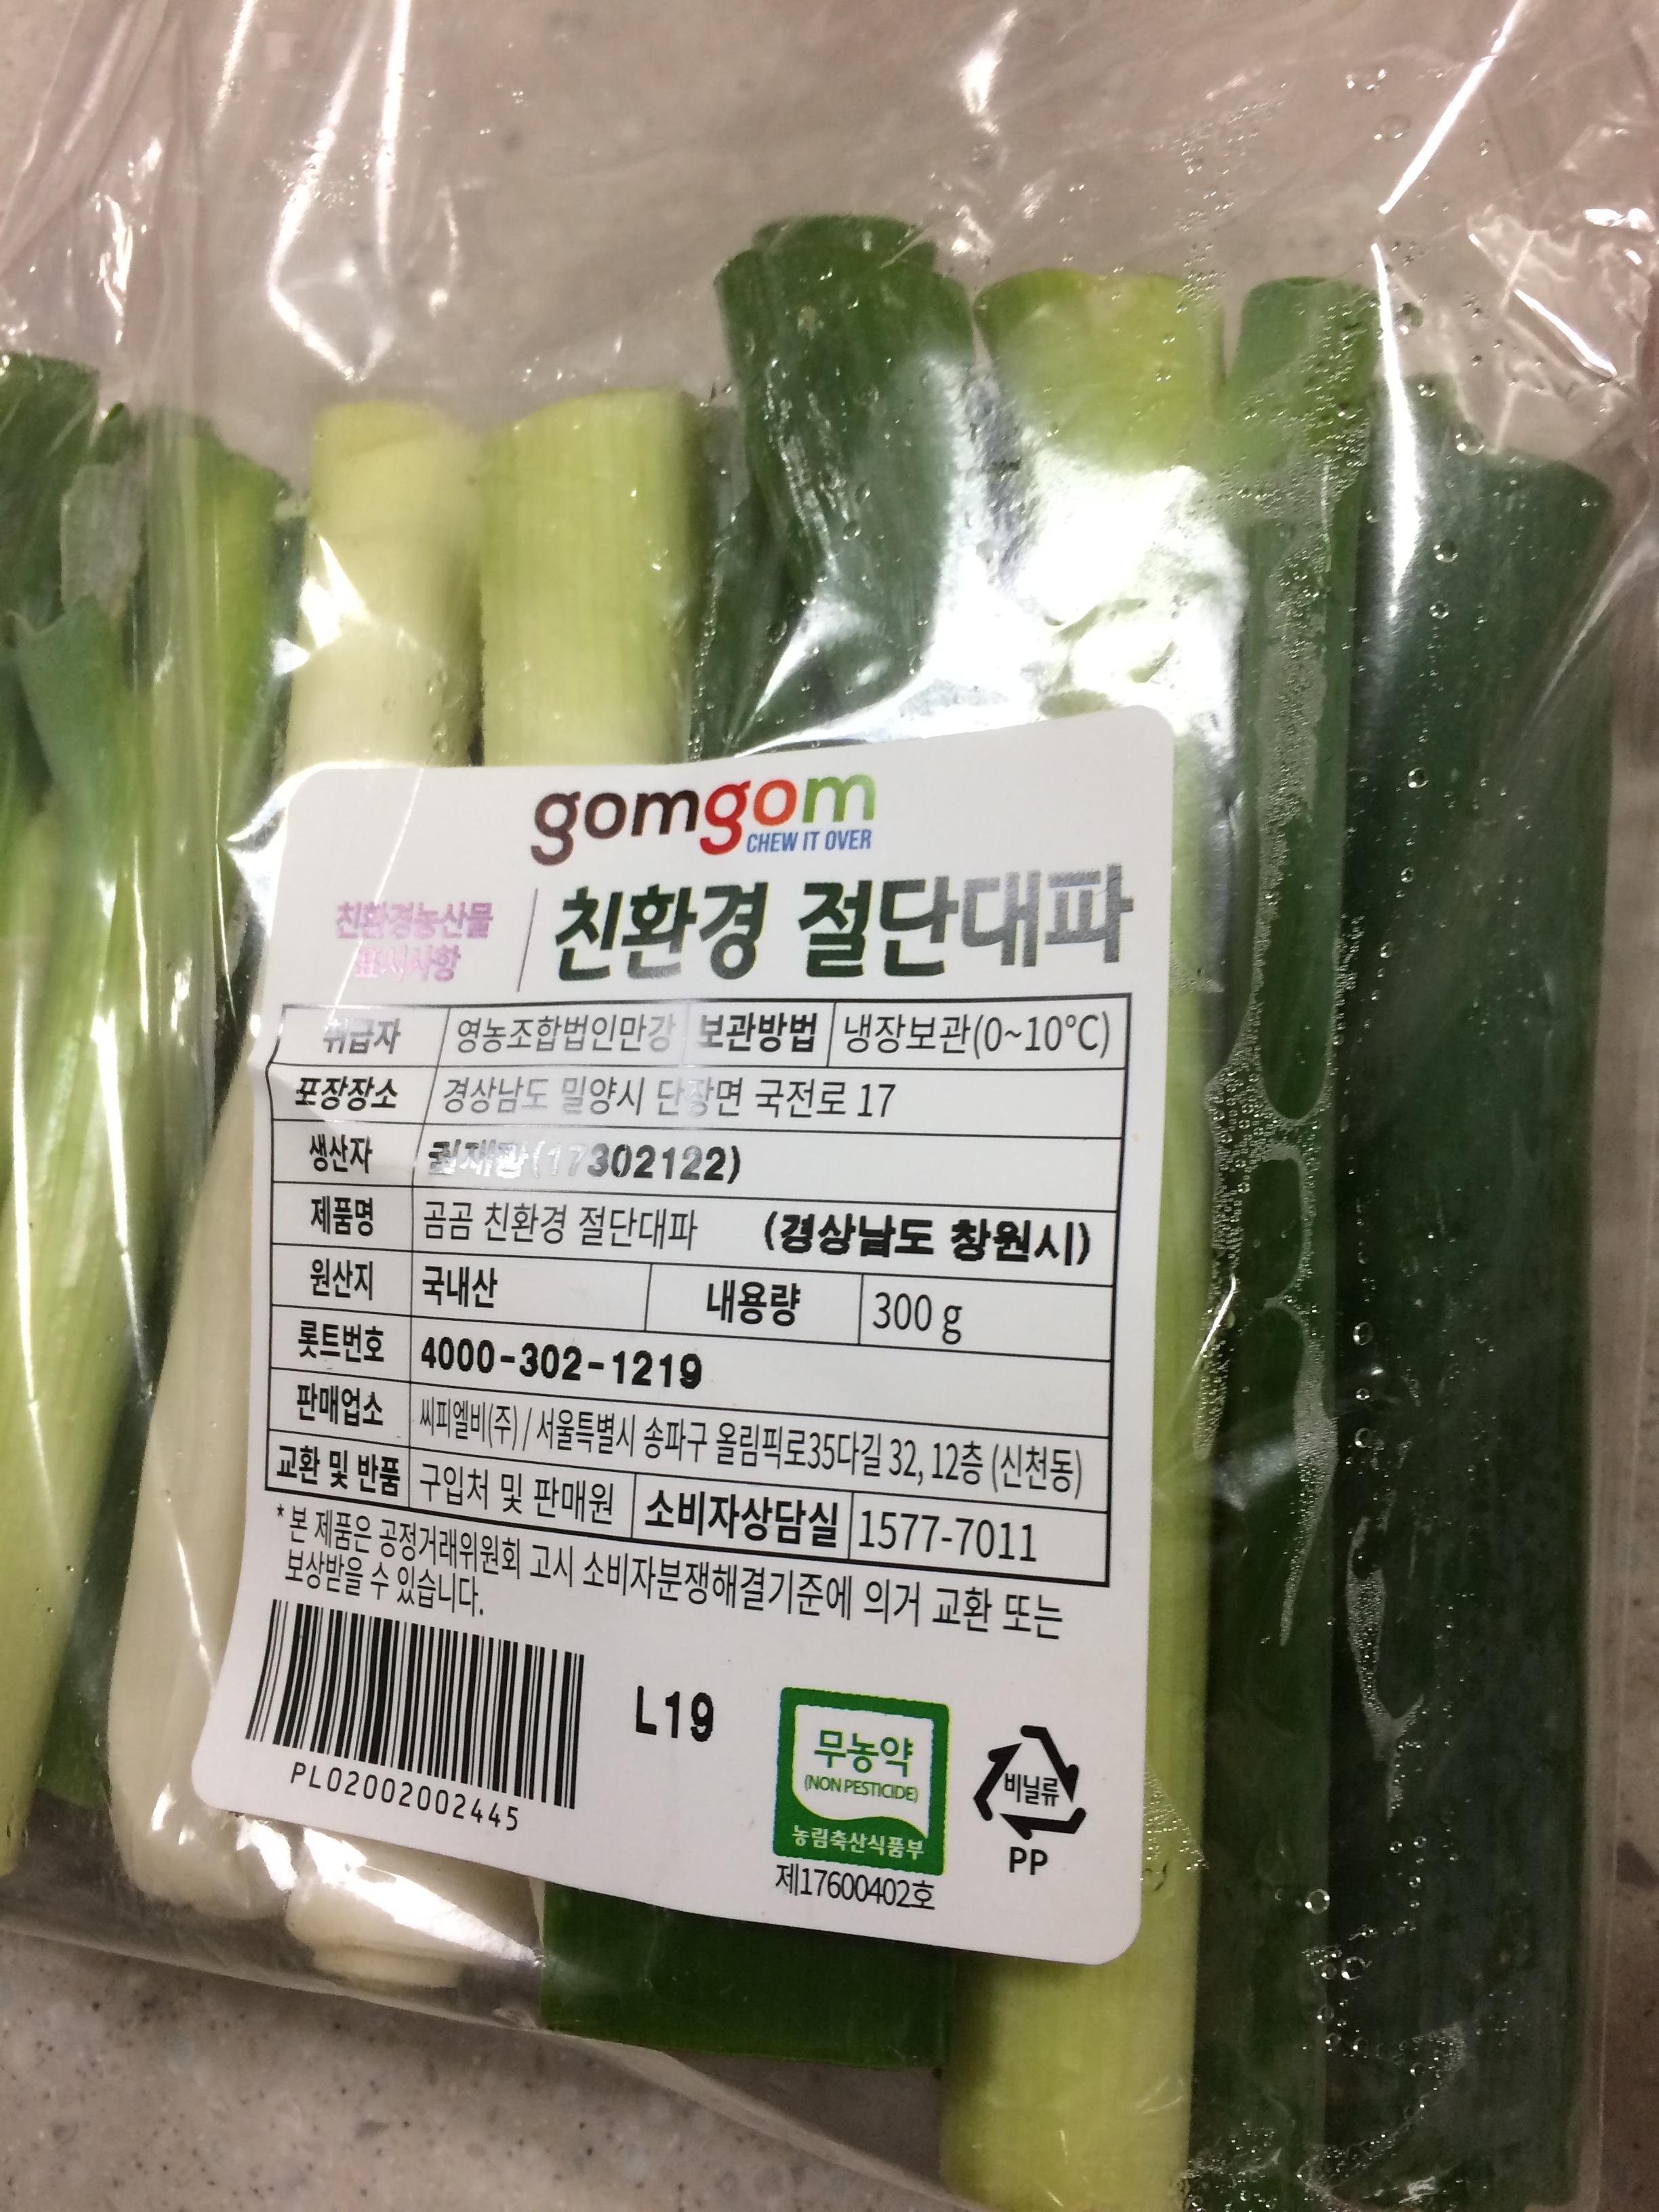 gomgom
CHEW IT OVER
친환경농산물
표시사항
친환경 절단대파
취급자 영농조합법인만강 보관방법 냉장보관(0~10℃)
포장장소 경상남도 밀양시 단장면 국전로 17
생산자 (17302122)
제품명 곰곰 친환경 절단대파 (경상남도 창원시)
원산지 국내산 내용량 300 g
롯트번호 4000-302-1219
판매업소 씨피엘비(주) / 서울특별시 송파구 올림픽로35다길 32, 12층 (신천동)
교환 및 반품 구입처 및 판매원 소비자상담실 1577-7011
* 본 제품은 공정거래위원회 고시 소비자분쟁해결기준에 의거 교환 또는
보상받을 수 있습니다.
PL02002002445
L19
무농약
(NON PESTICIDE)
농림축산식품부
제17600402호
비닐류
PP